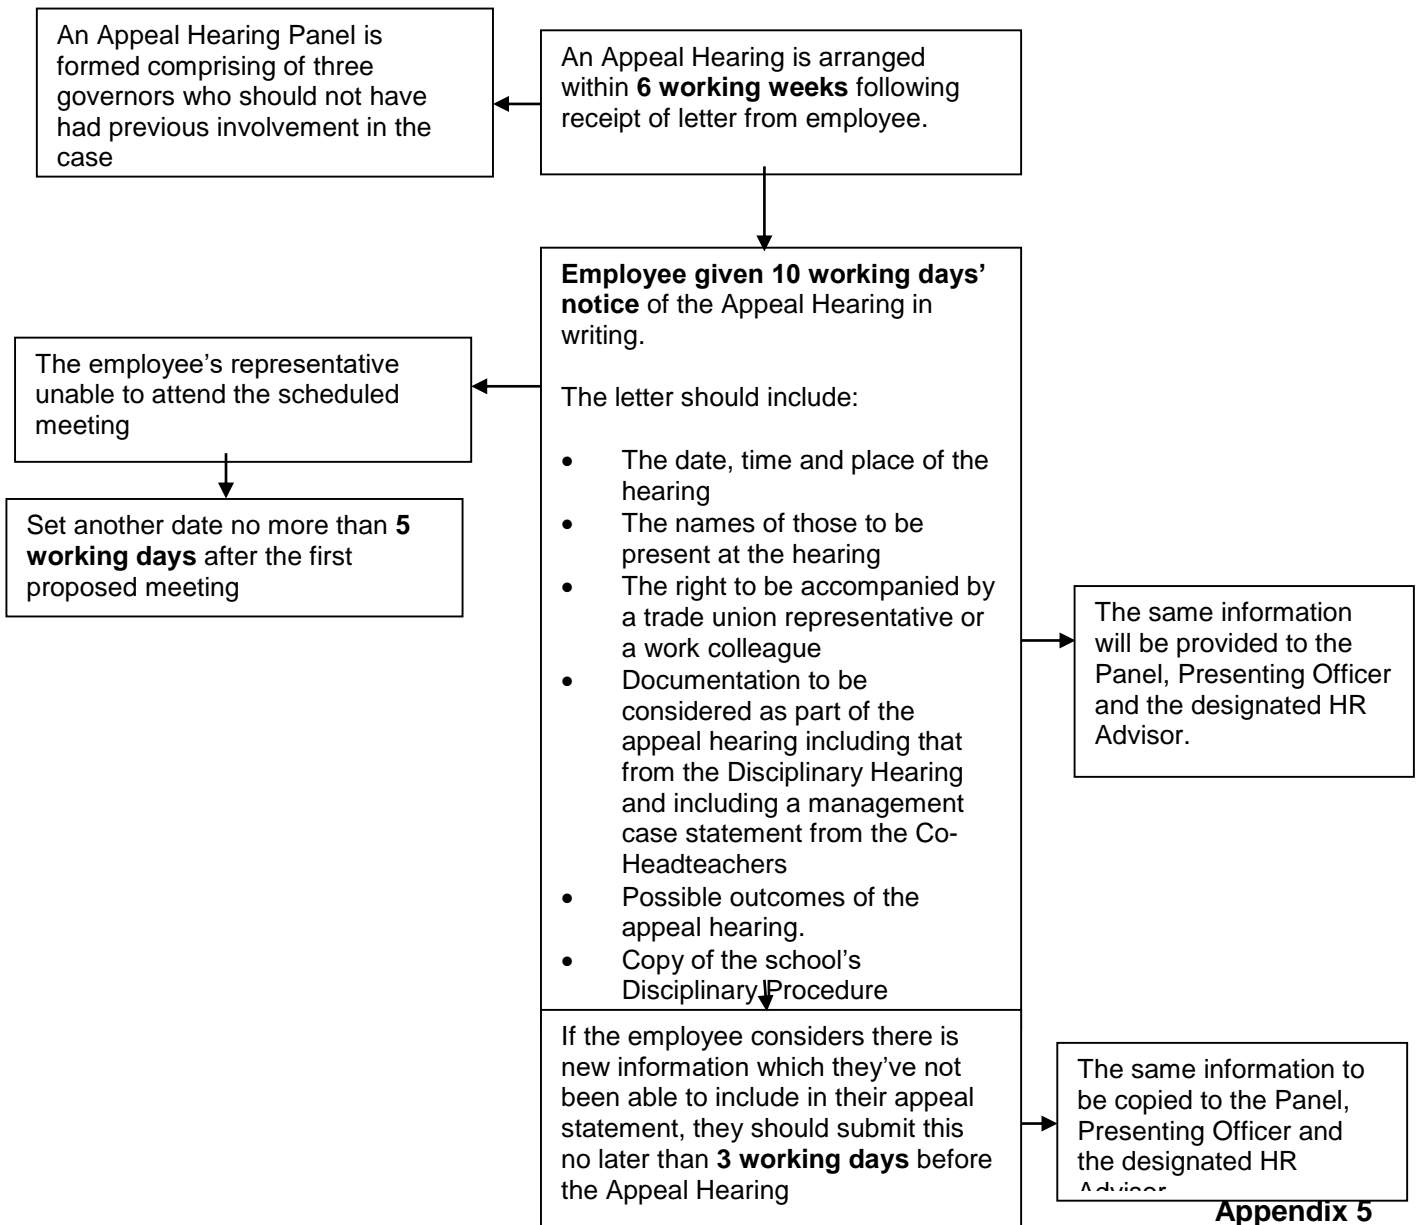 An Appeal Hearing Panel is
formed comprising of three
governors who should not have
had previous involvement in the
case
An Appeal Hearing is arranged
within 6 working weeks following
receipt of letter from employee.
Employee given 10 working days’
notice of the Appeal Hearing in
writing.
The letter should include:
• The date, time and place of the
hearing
• The names of those to be
present at the hearing
• The right to be accompanied by
a trade union representative or
a work colleague
• Documentation to be
considered as part of the
appeal hearing including that
from the Disciplinary Hearing
and including a management
case statement from the Co-
Headteachers
• Possible outcomes of the
appeal hearing.
• Copy of the school’s
Disciplinary Procedure
The employee’s representative
unable to attend the scheduled
meeting
Set another date no more than 5
working days after the first
proposed meeting
The same information
will be provided to the
Panel, Presenting Officer
and the designated HR
Advisor.
If the employee considers there is
new information which they’ve not
been able to include in their appeal
statement, they should submit this
no later than 3 working days before
the Appeal Hearing
The same information to
be copied to the Panel,
Presenting Officer and
the designated HR
Advisor
Appendix 5